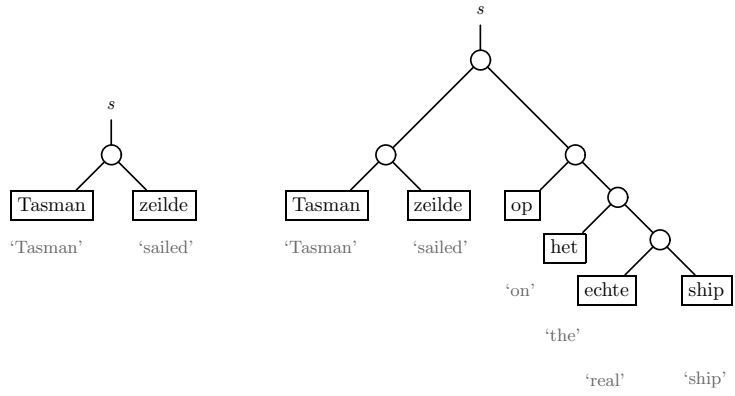 s
s
Tasman zeilde Tasman zeilde op
‘Tasman’ ‘sailed’ ‘Tasman’ ‘sailed’ het
‘on’ echte ship
‘the’
‘real’ ‘ship’